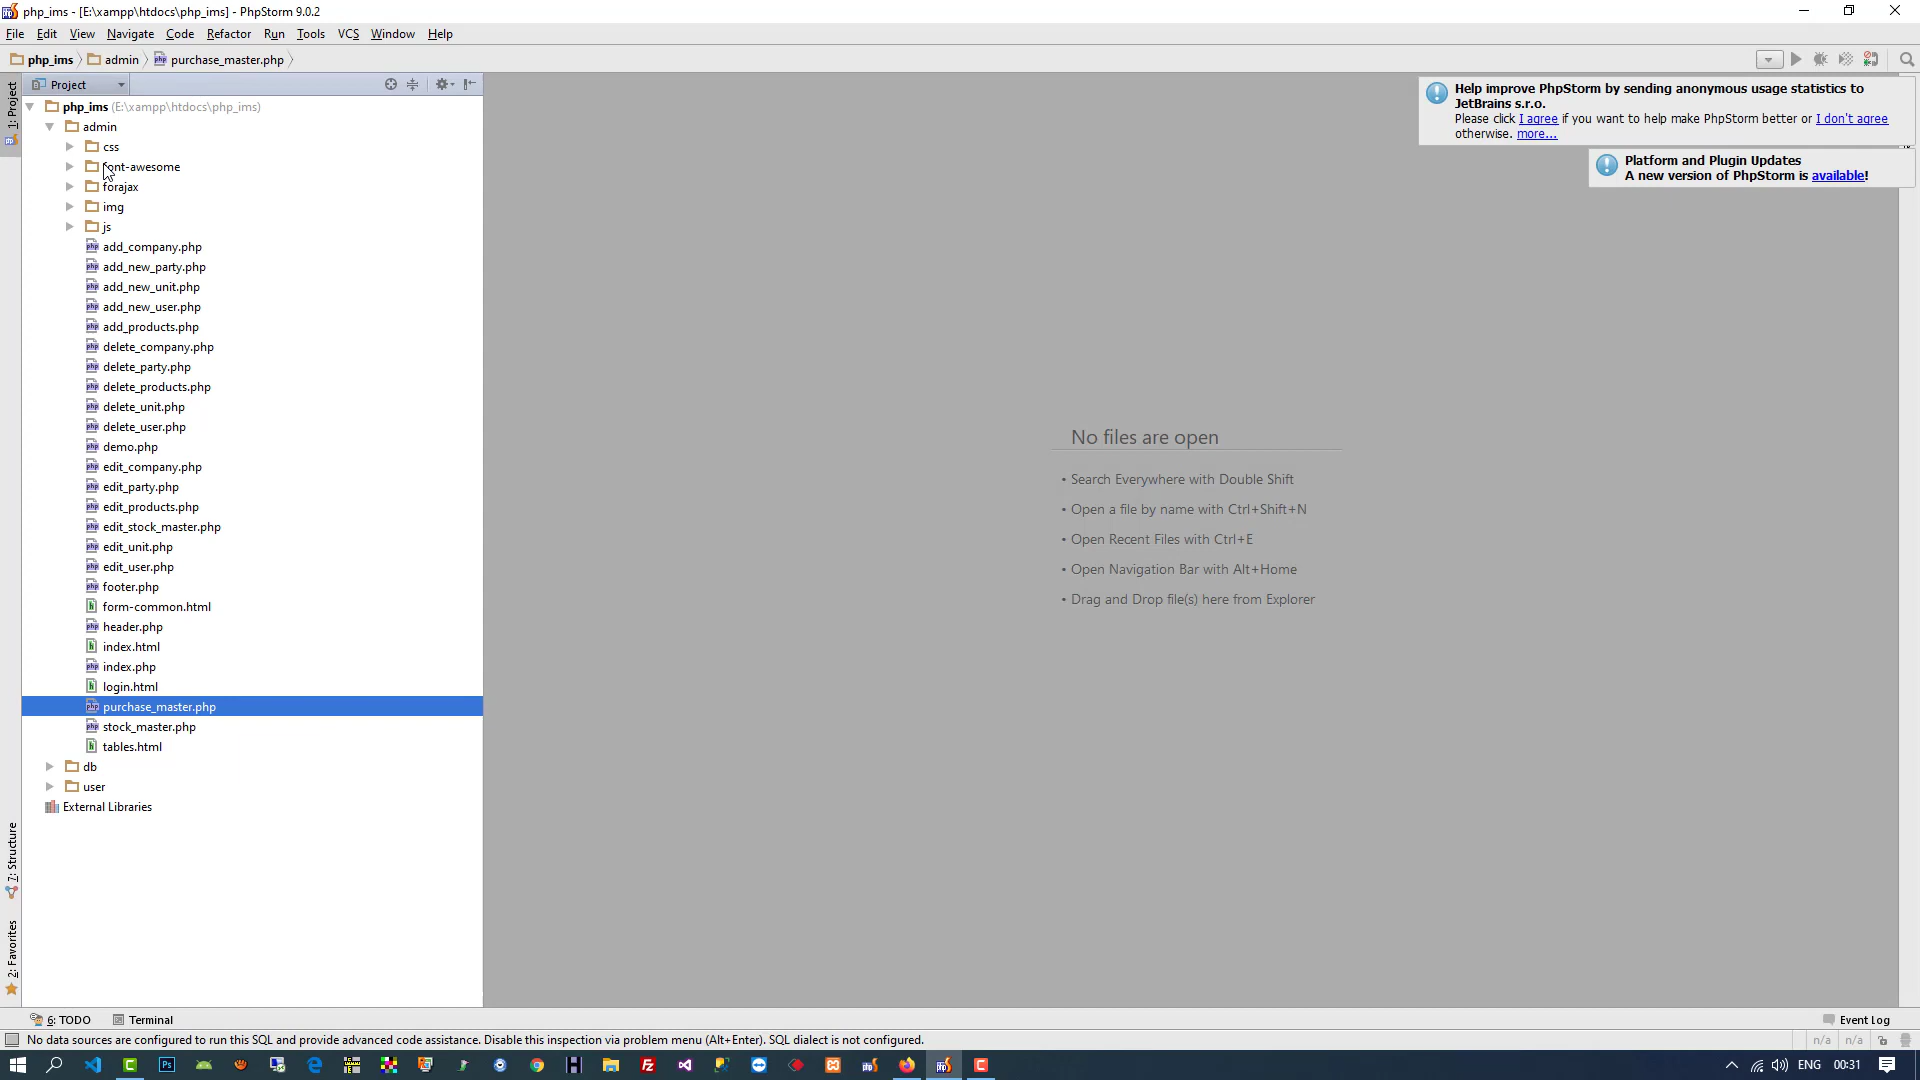 php_ims - [E:\xampp\htdocs\php_ims] - PhpStorm 9.0.2
File Edit View Navigate Code Refactor Run Tools VCS Window Help
php_ims admin purchase_master.php
1: Project
Project
php_ims (E:\xampp\htdocs\php_ims)
admin
css
font-awesome
forajax
img
js
add_company.php
add_new_party.php
add_new_unit.php
add_new_user.php
add_products.php
delete_company.php
delete_party.php
delete_products.php
delete_unit.php
delete_user.php
demo.php
edit_company.php
edit_party.php
edit_products.php
edit_stock_master.php
edit_unit.php
edit_user.php
footer.php
form-common.html
header.php
index.html
index.php
login.html
purchase_master.php
stock_master.php
tables.html
db
user
External Libraries
7: Structure
2: Favorites
No files are open
• Search Everywhere with Double Shift
• Open a file by name with Ctrl+Shift+N
• Open Recent Files with Ctrl+E
• Open Navigation Bar with Alt+Home
• Drag and Drop file(s) here from Explorer
Help improve PhpStorm by sending anonymous usage statistics to
JetBrains s.r.o.
Please click I agree if you want to help make PhpStorm better or I don't agree
otherwise. more...
Platform and Plugin Updates
A new version of PhpStorm is available!
6: TODO Terminal Event Log
No data sources are configured to run this SQL and provide advanced code assistance. Disable this inspection via problem menu (Alt+Enter). SQL dialect is not configured. n/a n/a
ENG 00:31